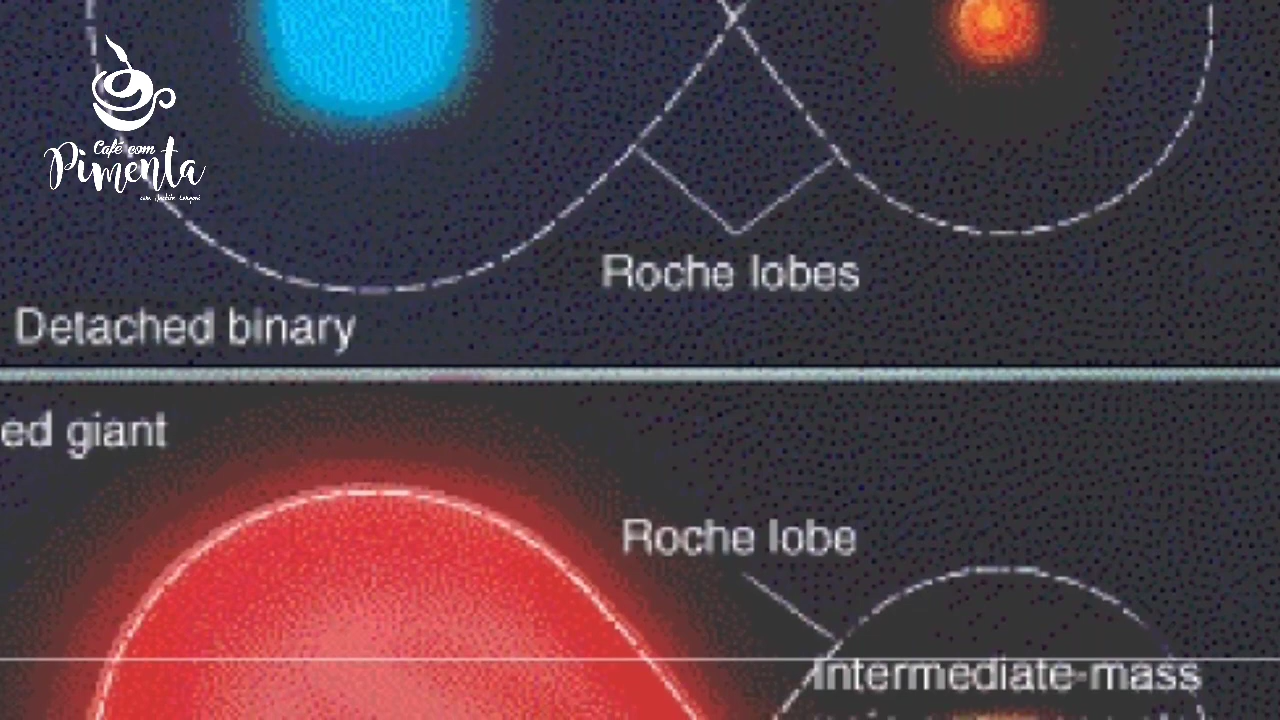 Café com
Pimenta
Roche lobes
Detached binary
ed giant
Roche lobe
Intermediate-mass